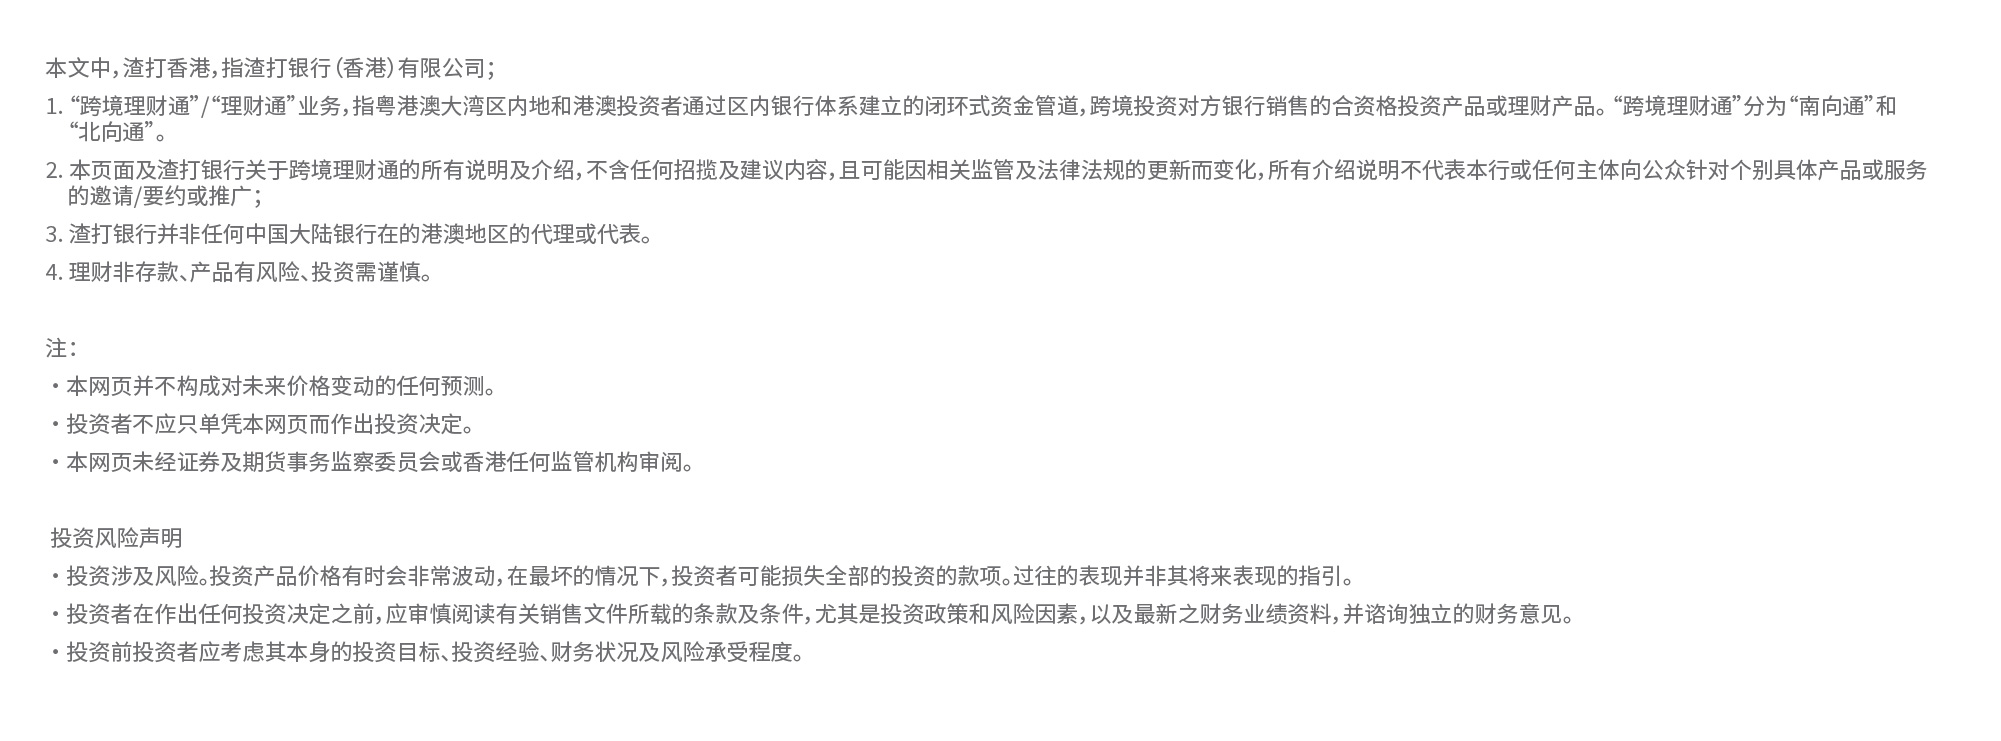 本文中，渣打香港，指渣打银行（香港）有限公司；
1. “跨境理财通”/“理财通”业务，指粤港澳大湾区内地和港澳投资者通过区内银行体系建立的闭环式资金管道，跨境投资对方银行销售的合资格投资产品或理财产品。“跨境理财通”分为“南向通”和
“北向通”。
2. 本页面及渣打银行关于跨境理财通的所有说明及介绍，不含任何招揽及建议内容，且可能因相关监管及法律法规的更新而变化，所有介绍说明不代表本行或任何主体向公众针对个别具体产品或服务
的邀请/要约或推广；
3. 渣打银行并非任何中国大陆银行在的港澳地区的代理或代表。
4. 理财非存款、产品有风险、投资需谨慎。
注：
・本网页并不构成对未来价格变动的任何预测。
・投资者不应只单凭本网页而作出投资决定。
・本网页未经证券及期货事务监察委员会或香港任何监管机构审阅。
投资风险声明
・投资涉及风险。投资产品价格有时会非常波动，在最坏的情况下，投资者可能损失全部的投资的款项。过往的表现并非其将来表现的指引。
・投资者在作出任何投资决定之前，应审慎阅读有关销售文件所载的条款及条件，尤其是投资政策和风险因素，以及最新之财务业绩资料，并谘询独立的财务意见。
・投资前投资者应考虑其本身的投资目标、投资经验、财务状况及风险承受程度。